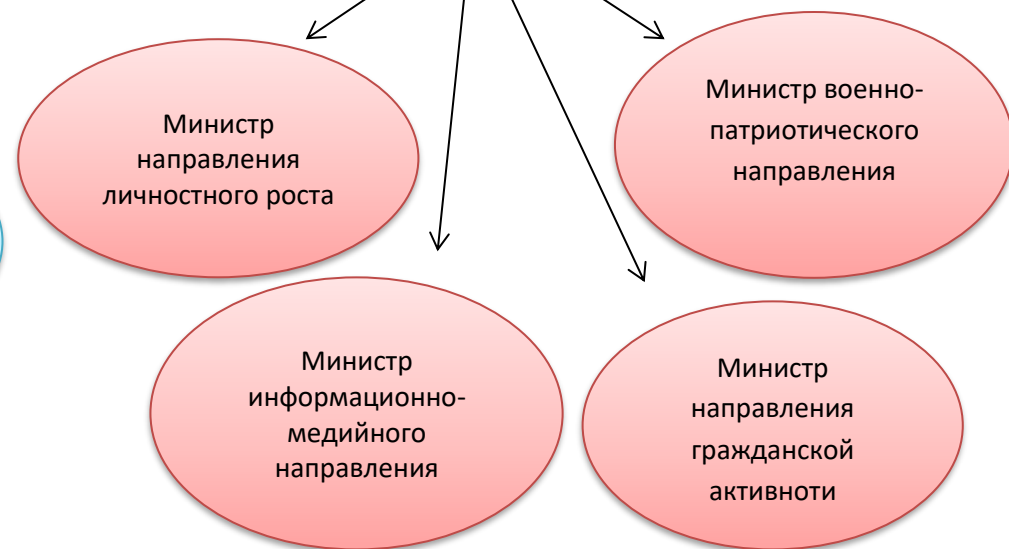 Министр
направления
личностного роста
Министр военно-
патриотического
направления
Министр
информационно-
медийного
направления
Министр
направления
гражданской
активноти